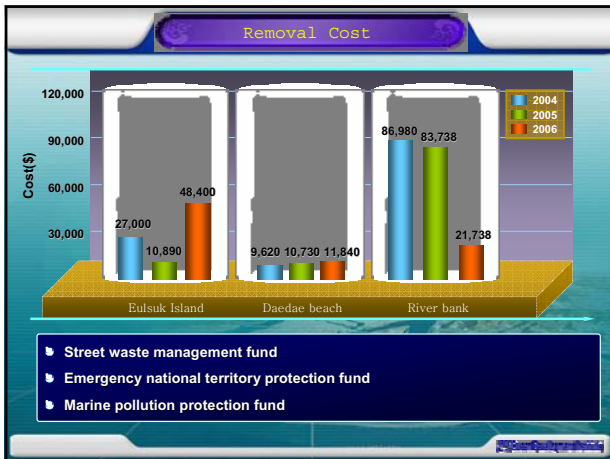 Removal Cost
Cost($)
120,000
90,000
60,000
30,000
2004
2005
2006
27,000
10,890
48,400
9,620
10,730
11,840
86,980
83,738
21,738
Eulsuk Island
Daedae beach
River bank
Street waste management fund
Emergency national territory protection fund
Marine pollution protection fund